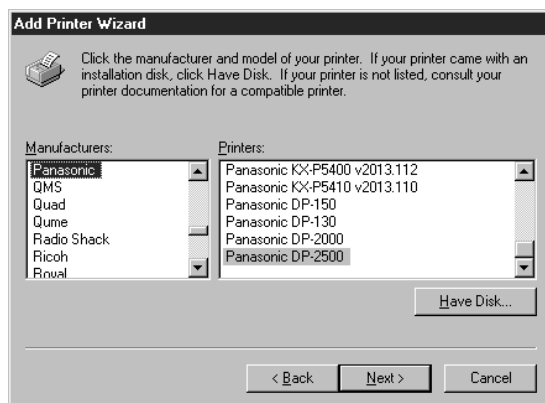 Add Printer Wizard
Click the manufacturer and model of your printer. If your printer came with an
installation disk, click Have Disk. If your printer is not listed, consult your
printer documentation for a compatible printer.
Manufacturers:
Panasonic
QMS
Quad
Qume
Radio Shack
Ricoh
Royal
Printers:
Panasonic KX-P5400 v2013.112
Panasonic KX-P5410 v2013.110
Panasonic DP-150
Panasonic DP-130
Panasonic DP-2000
Panasonic DP-2500
Have Disk...
< Back
Next >
Cancel